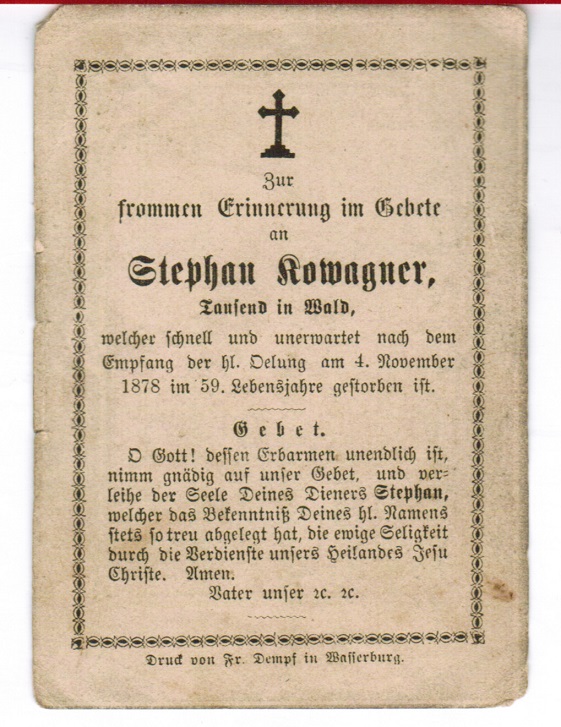 Zur
frommen Erinnerung im Gebete
an
Stephan Kowagner,
Tausend in Wald,
welcher schnell und unerwartet nach dem
Empfang der hl. Oelung am 4. November
1878 im 59. Lebensjahre gestorben ist.
Gebet.
O Gott! dessen Erbarmen unendlich ist,
nimm gnädig auf unser Gebet, und ver-
leihe der Seele Deines Dieners Stephan,
welcher das Bekenntniß Deines hl. Namens
stets so treu abgelegt hat, die ewige Seligkeit
durch die Verdienste unsers Heilandes Jesu
Christe. Amen.
Vater unser ꝛc. ꝛc.
Druck von Fr. Dempf in Wasserburg.